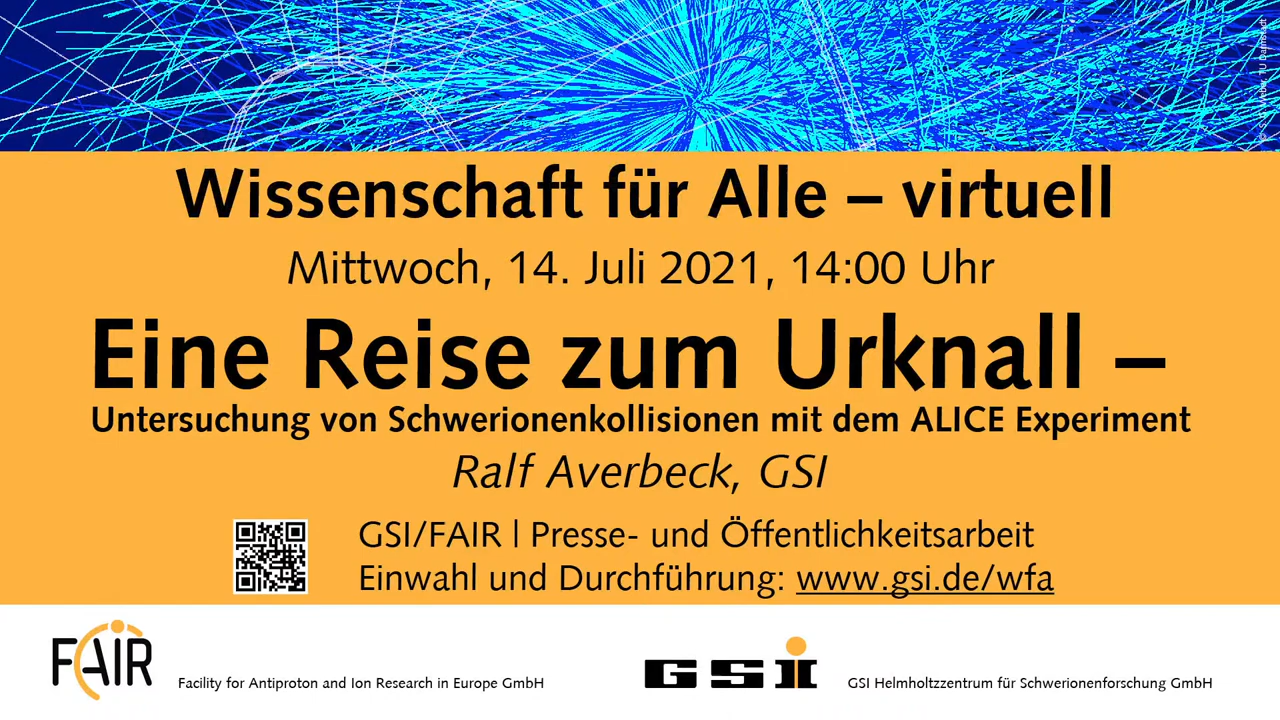 Wissenschaft für Alle – virtuell
Mittwoch, 14. Juli 2021, 14:00 Uhr
Eine Reise zum Urknall –
Untersuchung von Schwerionenkollisionen mit dem ALICE Experiment
Ralf Averbeck, GSI
GSI/FAIR | Presse- und Öffentlichkeitsarbeit
Einwahl und Durchführung: www.gsi.de/wfa
FAIR
Facility for Antiproton and Ion Research in Europe GmbH
GSI
GSI Helmholtzzentrum für Schwerionenforschung GmbH